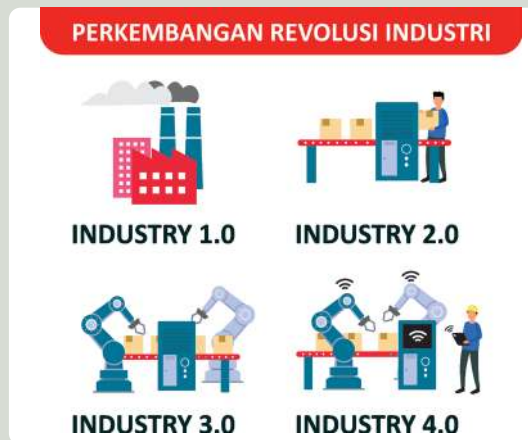 PERKEMBANGAN REVOLUSI INDUSTRI
INDUSTRY 1.0
INDUSTRY 2.0
INDUSTRY 3.0
INDUSTRY 4.0